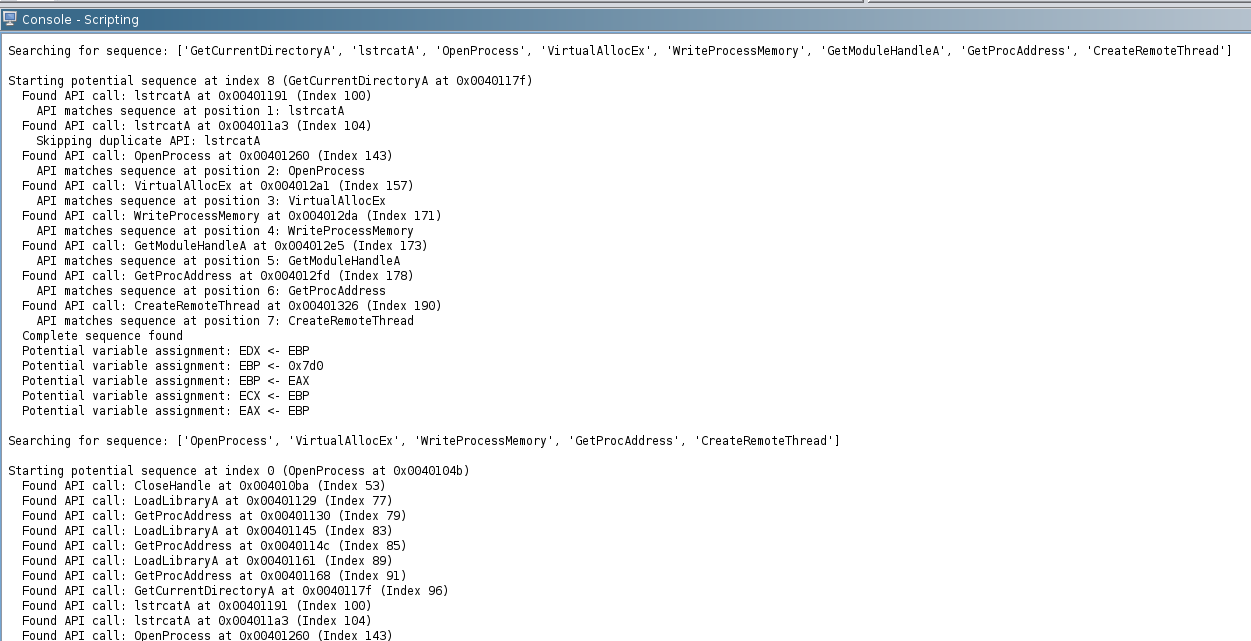 Console - Scripting
Searching for sequence: ['GetCurrentDirectoryA', 'lstrcatA', 'OpenProcess', 'VirtualAllocEx', 'WriteProcessMemory', 'GetModuleHandleA', 'GetProcAddress', 'CreateRemoteThread']
Starting potential sequence at index 8 (GetCurrentDirectoryA at 0x0040117f)
Found API call: lstrcatA at 0x00401191 (Index 100)
API matches sequence at position 1: lstrcatA
Found API call: lstrcatA at 0x004011a3 (Index 104)
Skipping duplicate API: lstrcatA
Found API call: OpenProcess at 0x00401260 (Index 143)
API matches sequence at position 2: OpenProcess
Found API call: VirtualAllocEx at 0x004012a1 (Index 157)
API matches sequence at position 3: VirtualAllocEx
Found API call: WriteProcessMemory at 0x004012da (Index 171)
API matches sequence at position 4: WriteProcessMemory
Found API call: GetModuleHandleA at 0x004012e5 (Index 173)
API matches sequence at position 5: GetModuleHandleA
Found API call: GetProcAddress at 0x004012fd (Index 178)
API matches sequence at position 6: GetProcAddress
Found API call: CreateRemoteThread at 0x00401326 (Index 190)
API matches sequence at position 7: CreateRemoteThread
Complete sequence found
Potential variable assignment: EDX <- EBP
Potential variable assignment: EBP <- 0x7d0
Potential variable assignment: EBP <- EAX
Potential variable assignment: ECX <- EBP
Potential variable assignment: EAX <- EBP
Searching for sequence: ['OpenProcess', 'VirtualAllocEx', 'WriteProcessMemory', 'GetProcAddress', 'CreateRemoteThread']
Starting potential sequence at index 0 (OpenProcess at 0x0040104b)
Found API call: CloseHandle at 0x004010ba (Index 53)
Found API call: LoadLibraryA at 0x00401129 (Index 77)
Found API call: GetProcAddress at 0x00401130 (Index 79)
Found API call: LoadLibraryA at 0x00401145 (Index 83)
Found API call: GetProcAddress at 0x0040114c (Index 85)
Found API call: LoadLibraryA at 0x00401161 (Index 89)
Found API call: GetProcAddress at 0x00401168 (Index 91)
Found API call: GetCurrentDirectoryA at 0x0040117f (Index 96)
Found API call: lstrcatA at 0x00401191 (Index 100)
Found API call: lstrcatA at 0x004011a3 (Index 104)
Found API call: OpenProcess at 0x00401260 (Index 143)